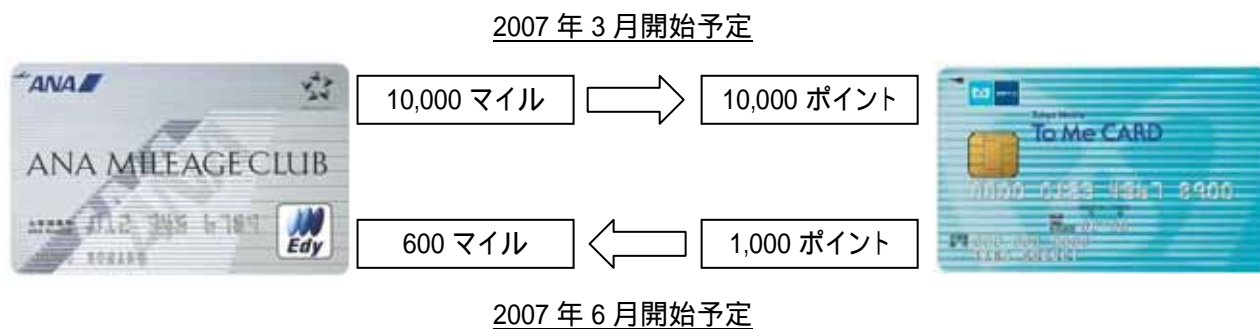 2007 年 3 月開始予定
ANA
ANA MILEAGE CLUB
Edy
10,000 マイル
10,000 ポイント
To Me CARD
600 マイル
1,000 ポイント
2007 年 6 月開始予定